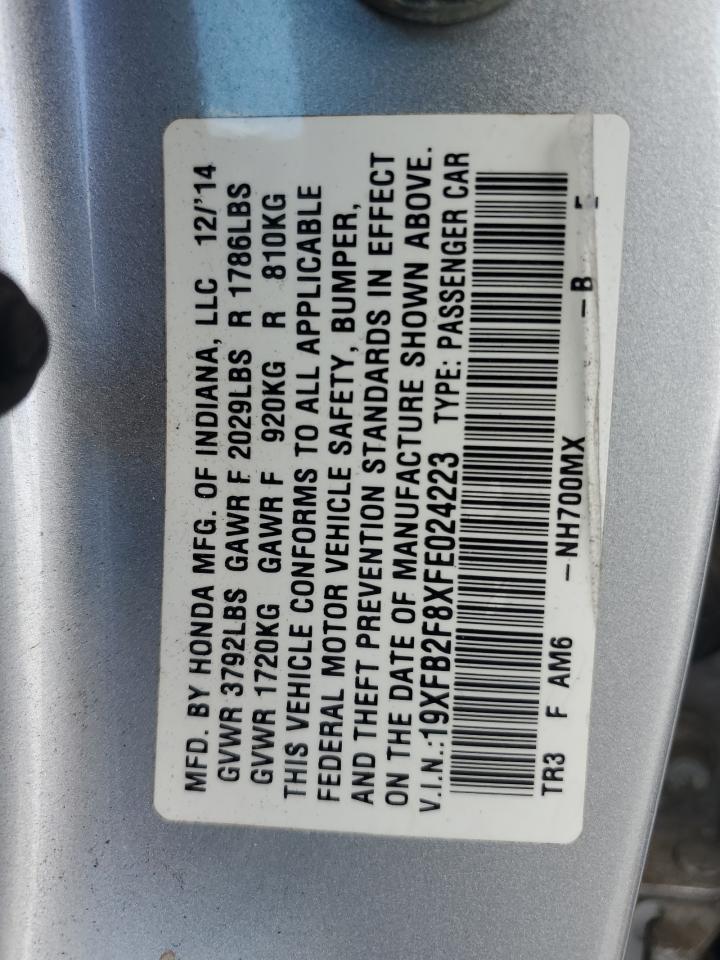 MFD. BY HONDA MFG. OF INDIANA, LLC 12/'14
GVWR 3792LBS GAWR F 2029LBS R 1786LBS
GVWR 1720KG GAWR F 920KG R 810KG
THIS VEHICLE CONFORMS TO ALL APPLICABLE
FEDERAL MOTOR VEHICLE SAFETY, BUMPER,
AND THEFT PREVENTION STANDARDS IN EFFECT
ON THE DATE OF MANUFACTURE SHOWN ABOVE.
V.I.N.:19XFB2F8XFE024223 TYPE: PASSENGER CAR
TR3 F AM6 -NH700MX -B